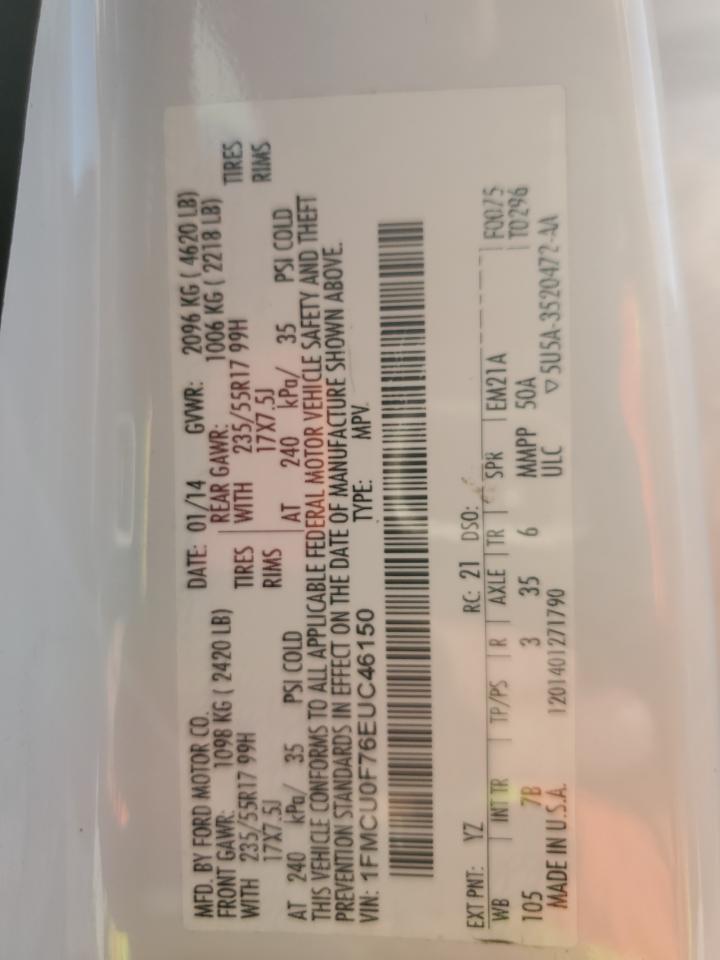 MFD. BY FORD MOTOR CO. DATE: 01/14 GVWR: 2096 KG ( 4620 LB)
FRONT GAWR: 1098 KG ( 2420 LB) REAR GAWR: 1006 KG ( 2218 LB)
WITH 235/55R17 99H TIRES WITH 235/55R17 99H TIRES
17X7.5J RIMS 17X7.5J RIMS
AT 240 kPa/ 35 PSI COLD AT 240 kPa/ 35 PSI COLD
THIS VEHICLE CONFORMS TO ALL APPLICABLE FEDERAL MOTOR VEHICLE SAFETY AND THEFT
PREVENTION STANDARDS IN EFFECT ON THE DATE OF MANUFACTURE SHOWN ABOVE.
VIN: 1FMCU0F76EUC46150 TYPE: MPV
EXT PNT: YZ RC: 21 DSO:
WB INT TR TP/PS R AXLE TR SPR EM21A F0075
105 7B 3 35 6 MMPP 50A T0296
MADE IN U.S.A. 1201401271790 ULC ▽5U5A-3520472-AA